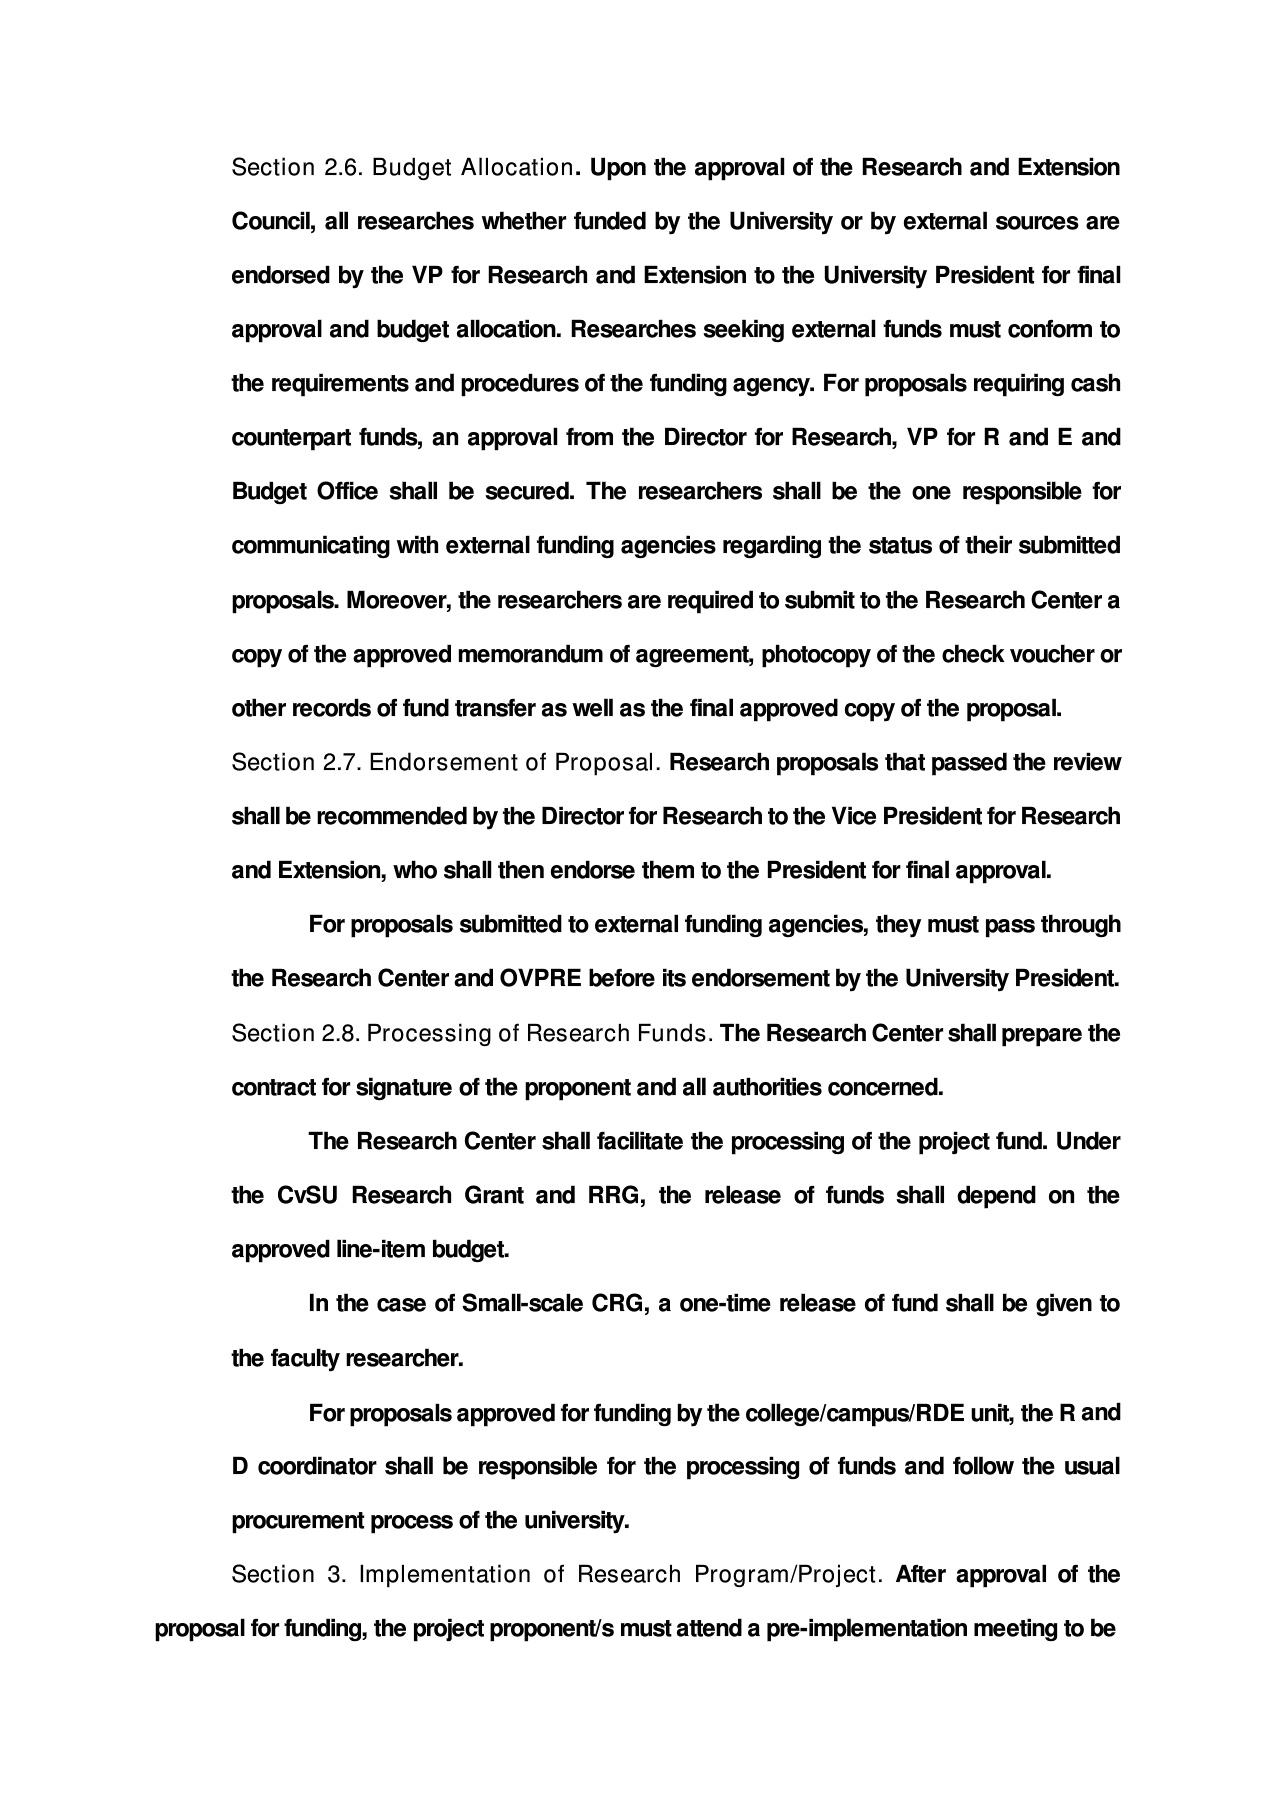 Section 2.6. Budget Allocation. Upon the approval of the Research and Extension
Council, all researches whether funded by the University or by external sources are
endorsed by the VP for Research and Extension to the University President for final
approval and budget allocation. Researches seeking external funds must conform to
the requirements and procedures of the funding agency. For proposals requiring cash
counterpart funds, an approval from the Director for Research, VP for R and E and
Budget Office shall be secured. The researchers shall be the one responsible for
communicating with external funding agencies regarding the status of their submitted
proposals. Moreover, the researchers are required to submit to the Research Center a
copy of the approved memorandum of agreement, photocopy of the check voucher or
other records of fund transfer as well as the final approved copy of the proposal.
Section 2.7. Endorsement of Proposal. Research proposals that passed the review
shall be recommended by the Director for Research to the Vice President for Research
and Extension, who shall then endorse them to the President for final approval.
For proposals submitted to external funding agencies, they must pass through
the Research Center and OVPRE before its endorsement by the University President.
Section 2.8. Processing of Research Funds. The Research Center shall prepare the
contract for signature of the proponent and all authorities concerned.
The Research Center shall facilitate the processing of the project fund. Under
the CvSU Research Grant and RRG, the release of funds shall depend on the
approved line-item budget.
In the case of Small-scale CRG, a one-time release of fund shall be given to
the faculty researcher.
For proposals approved for funding by the college/campus/RDE unit, the R and
D coordinator shall be responsible for the processing of funds and follow the usual
procurement process of the university.
Section 3. Implementation of Research Program/Project. After approval of the
proposal for funding, the project proponent/s must attend a pre-implementation meeting to be